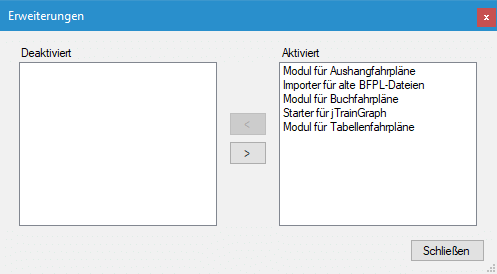 Erweiterungen
x
Deaktiviert
Aktiviert
Modul für Aushangfahrpläne
Importer für alte BFPL-Dateien
Modul für Buchfahrpläne
Starter für jTrainGraph
Modul für Tabellenfahrpläne
<
>
Schließen